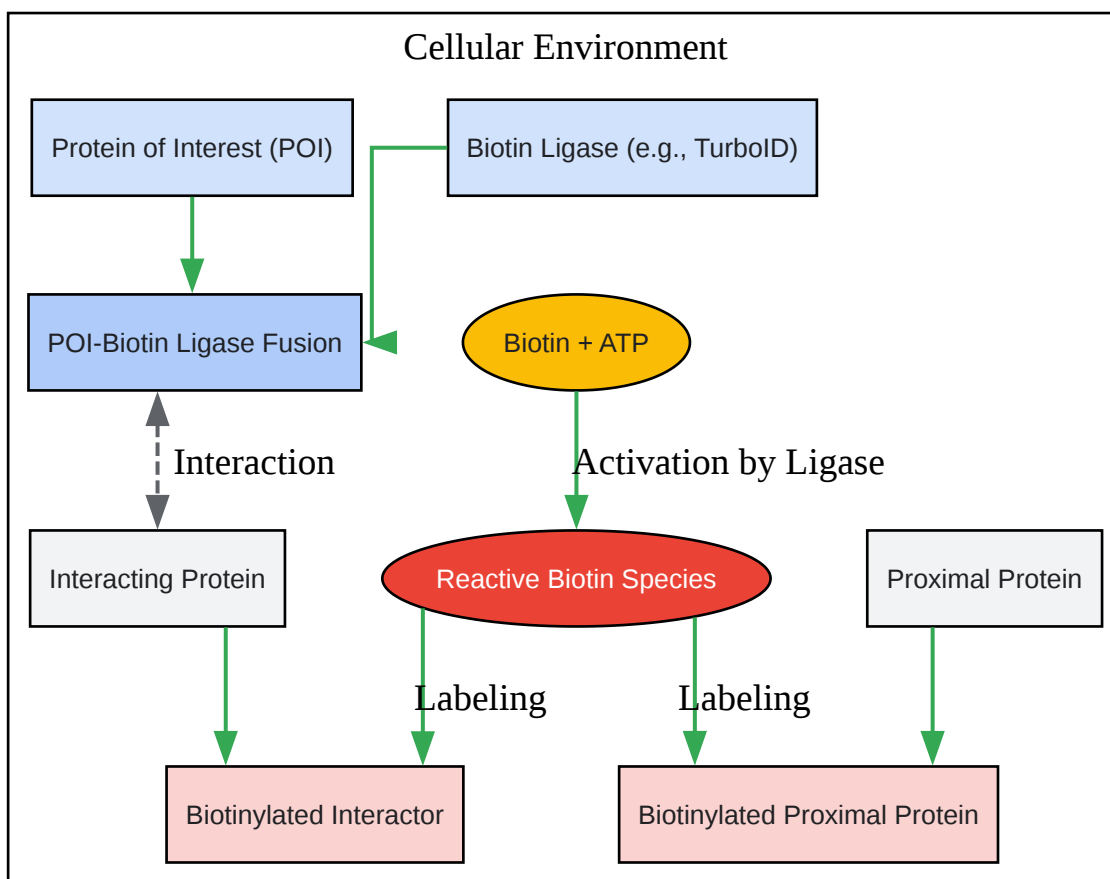 Cellular Environment
Protein of Interest (POI)
Biotin Ligase (e.g., TurboID)
POI-Biotin Ligase Fusion
Biotin + ATP
Interaction
Activation by Ligase
Interacting Protein
Reactive Biotin Species
Proximal Protein
Labeling
Labeling
Biotinylated Interactor
Biotinylated Proximal Protein